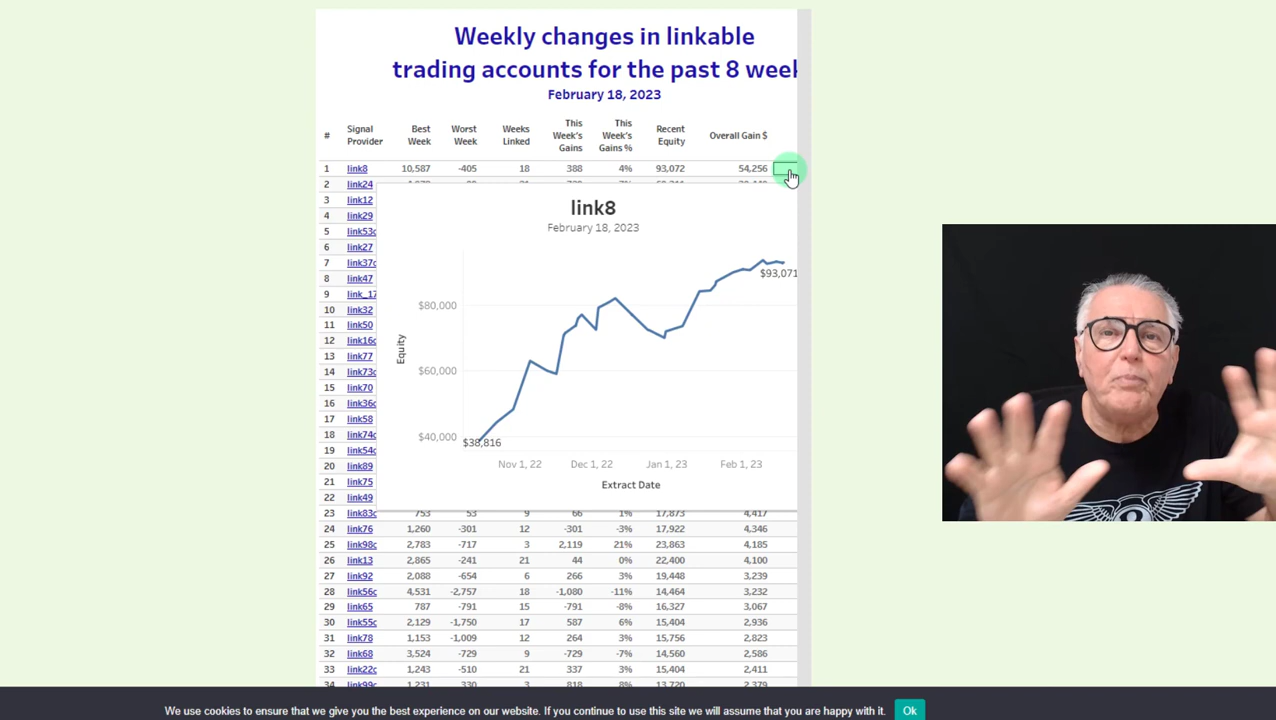 Weekly changes in linkable
trading accounts for the past 8 week
February 18, 2023
# Signal Provider Best Week Worst Week Weeks Linked This Week's Gains This Week's Gains % Recent Equity Overall Gain $
1 link8 10,587 -405 18 388 4% 93,072 54,256
2 link24
3 link12
4 link29
5 link53c
6 link27
7 link37c
8 link47
9 link_17
10 link32
11 link50
12 link16c
13 link77
14 link73c
15 link70
16 link36c
17 link58
18 link74c
19 link54c
20 link89
21 link75
22 link49
link8
February 18, 2023
$93,071
$80,000
$60,000
$40,000
$38,816
Equity
Nov 1, 22 Dec 1, 22 Jan 1, 23 Feb 1, 23
Extract Date
23 link83c 753 53 9 66 1% 17,873 4,417
24 link76 1,260 -301 12 -301 -3% 17,922 4,346
25 link98c 2,783 -717 3 2,119 21% 23,863 4,185
26 link13 2,865 -241 21 44 0% 22,400 4,100
27 link92 2,088 -654 6 266 3% 19,448 3,239
28 link56c 4,531 -2,757 18 -1,080 -11% 14,464 3,232
29 link65 787 -791 15 -791 -8% 16,327 3,067
30 link55c 2,129 -1,750 17 587 6% 15,404 2,936
31 link78 1,153 -1,009 12 264 3% 15,756 2,823
32 link68 3,524 -729 9 -729 -7% 14,560 2,586
33 link22c 1,243 -510 21 337 3% 15,404 2,411
34 link99c 1,231 330 3 818 8% 13,720 2,379
We use cookies to ensure that we give you the best experience on our website. If you continue to use this site we will assume that you are happy with it. Ok